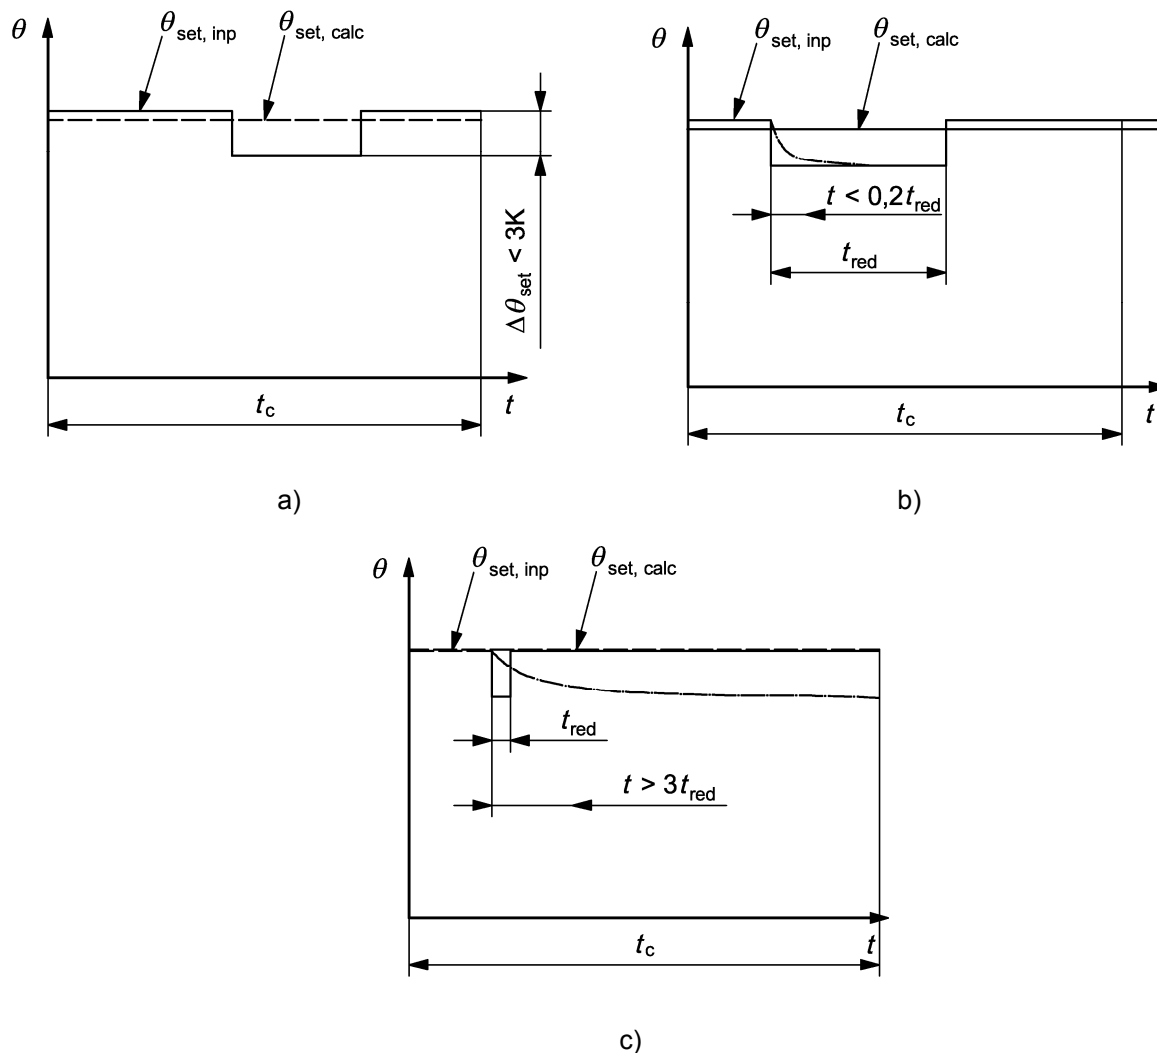 θ
θset, inp
θset, calc
Δθset < 3K
tc
t
a)
θ
θset, inp
θset, calc
t < 0,2tred
tred
tc
t
b)
θ
θset, inp
θset, calc
tred
t > 3tred
tc
t
c)